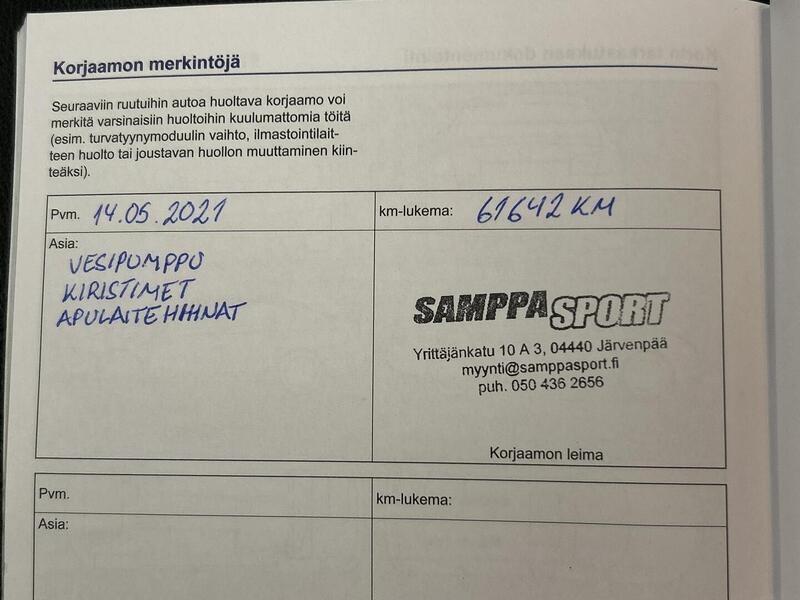 Korjaamon merkintöjä
Seuraaviin ruutuihin autoa huoltava korjaamo voi
merkitä varsinaisiin huoltoihin kuulumattomia töitä
(esim. turvatyynymoduulin vaihto, ilmastointilait-
teen huolto tai joustavan huollon muuttaminen kiin-
teäksi).
Pvm. 14.05.2021
km-lukema: 61642 KM
Asia:
VESIPUMPPU
KIRISTIMET
APULAITEHIHNAT
SAMPPASPORT
Yrittäjänkatu 10 A 3, 04440 Järvenpää
myynti@samppasport.fi
puh. 050 436 2656
Korjaamon leima
Pvm.
km-lukema:
Asia: